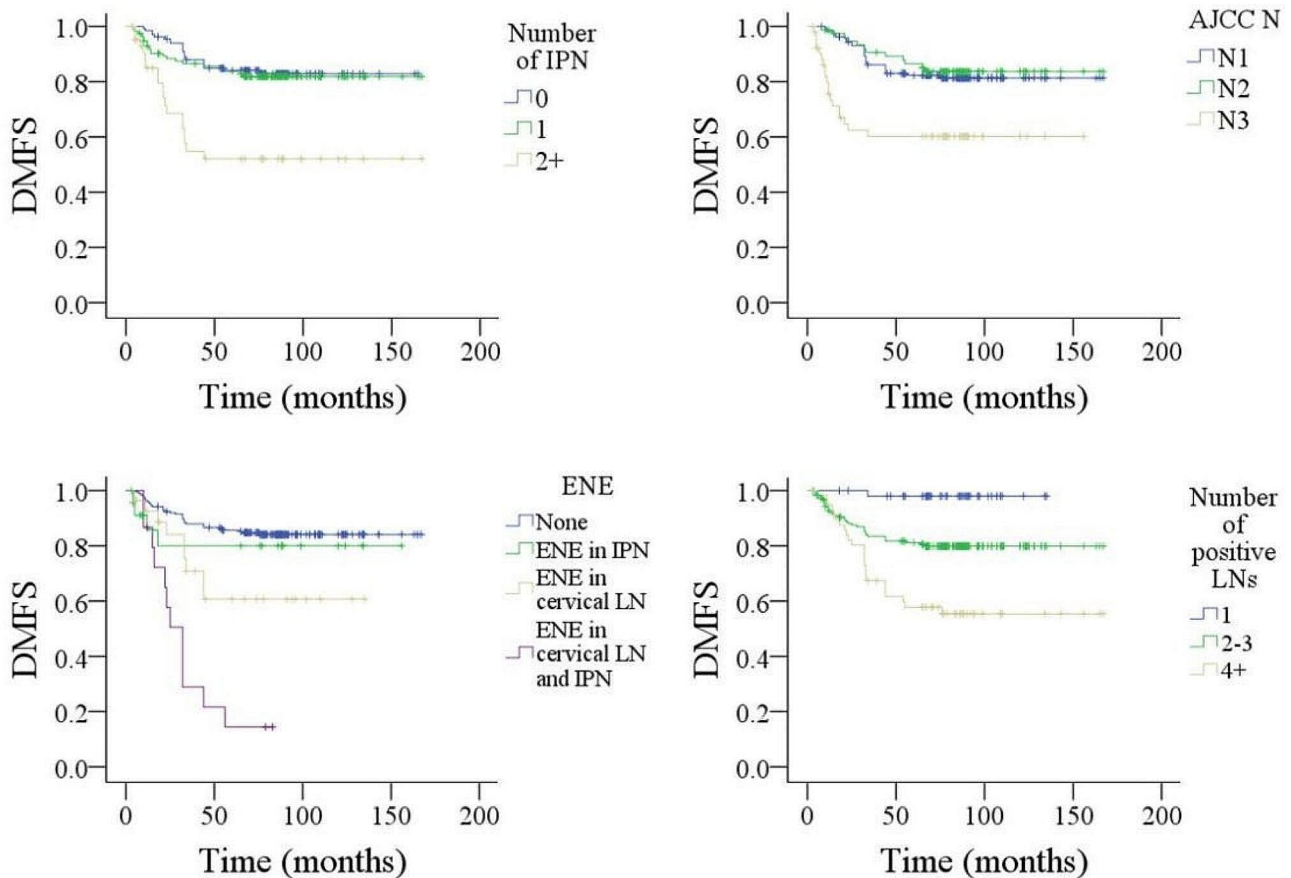 1.0
0.8
0.6
0.4
0.2
0.0
DMFS
0
50
100
150
200
Time (months)
Number
of IPN
0
1
2+
1.0
0.8
0.6
0.4
0.2
0.0
DMFS
0
50
100
150
200
Time (months)
AJCC N
N1
N2
N3
1.0
0.8
0.6
0.4
0.2
0.0
DMFS
0
50
100
150
200
Time (months)
ENE
None
ENE in IPN
ENE in
cervical LN
ENE in
cervical LN
and IPN
1.0
0.8
0.6
0.4
0.2
0.0
DMFS
0
50
100
150
200
Time (months)
Number
of
positive
LNs
1
2-3
4+